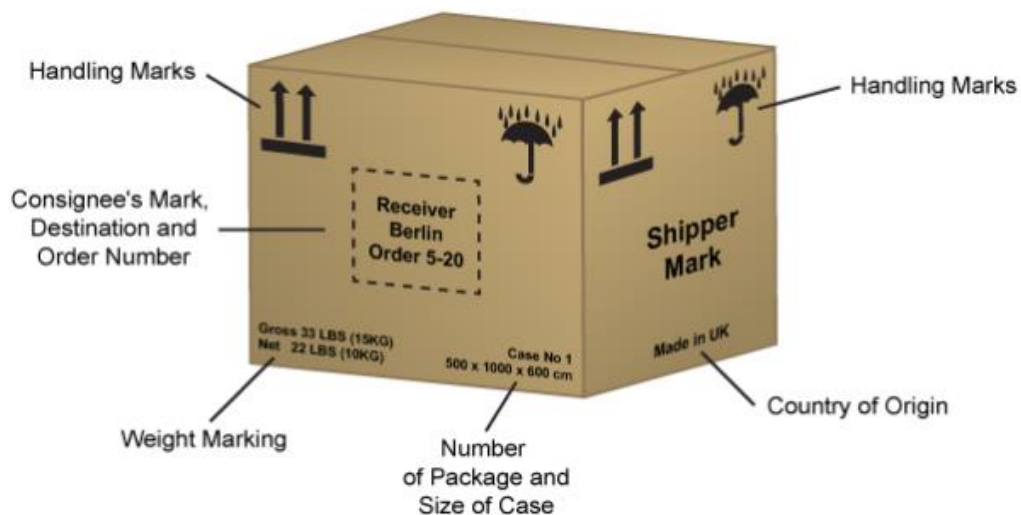 Handling Marks
Handling Marks
Consignee's Mark,
Destination and
Order Number
Receiver
Berlin
Order 5-20
Shipper
Mark
Gross 33 LBS (15KG)
Net 22 LBS (10KG)
Case No 1
500 x 1000 x 600 cm
Made in UK
Weight Marking
Number
of Package and
Size of Case
Country of Origin